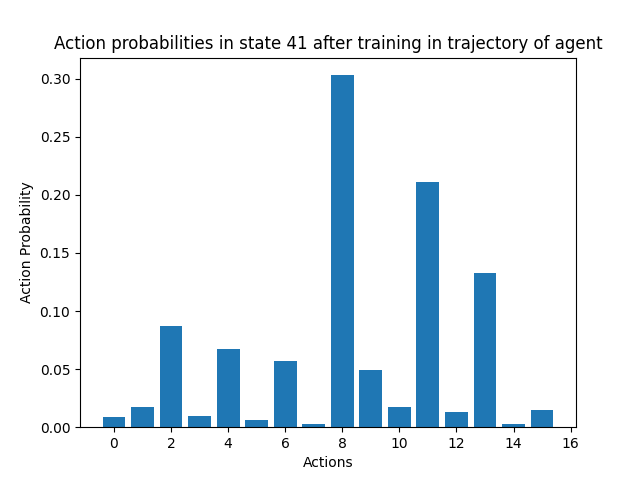 Action probabilities in state 41 after training in trajectory of agent
0.30
0.25
0.20
0.15
0.10
0.05
0.00
Action Probability
0 2 4 6 8 10 12 14 16
Actions